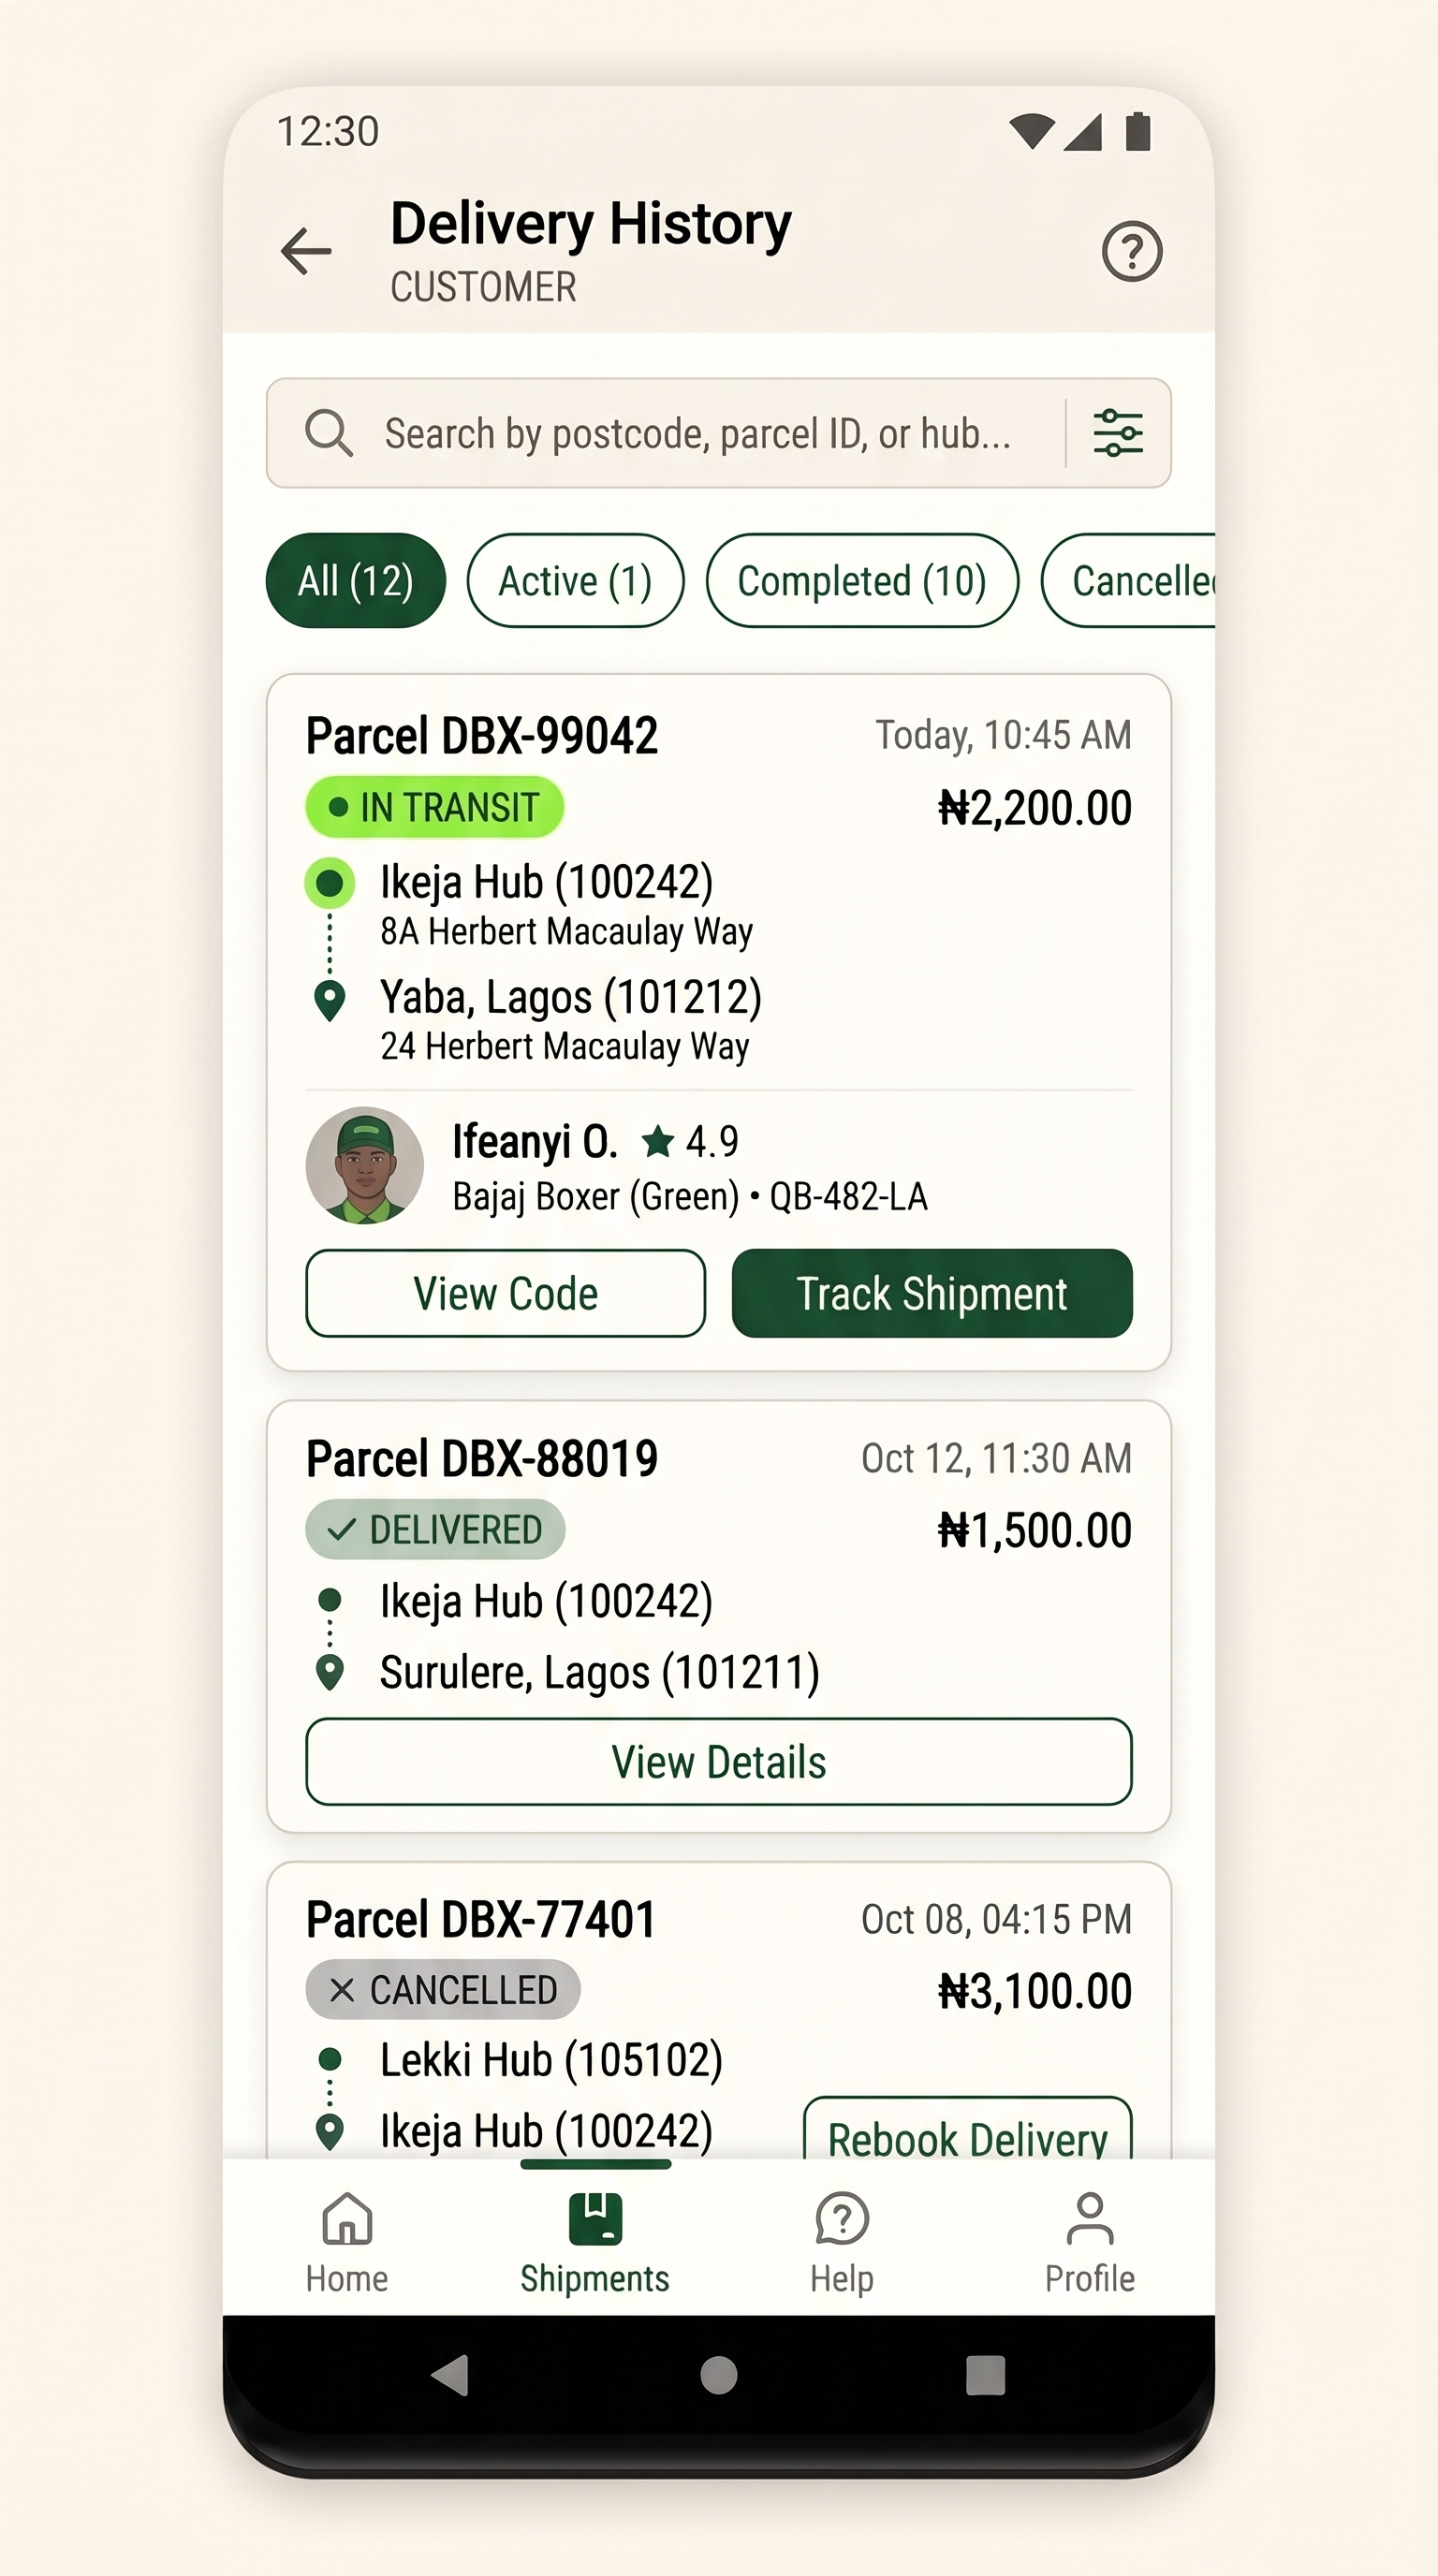 12:30
Delivery History
CUSTOMER
Search by postcode, parcel ID, or hub...
All (12)
Active (1)
Completed (10)
Cancelled
Parcel DBX-99042
Today, 10:45 AM
IN TRANSIT
₦2,200.00
Ikeja Hub (100242)
8A Herbert Macaulay Way
Yaba, Lagos (101212)
24 Herbert Macaulay Way
Ifeanyi O. ★ 4.9
Bajaj Boxer (Green) • QB-482-LA
View Code
Track Shipment
Parcel DBX-88019
Oct 12, 11:30 AM
DELIVERED
₦1,500.00
Ikeja Hub (100242)
Surulere, Lagos (101211)
View Details
Parcel DBX-77401
Oct 08, 04:15 PM
CANCELLED
₦3,100.00
Lekki Hub (105102)
Ikeja Hub (100242)
Rebook Delivery
Home
Shipments
Help
Profile